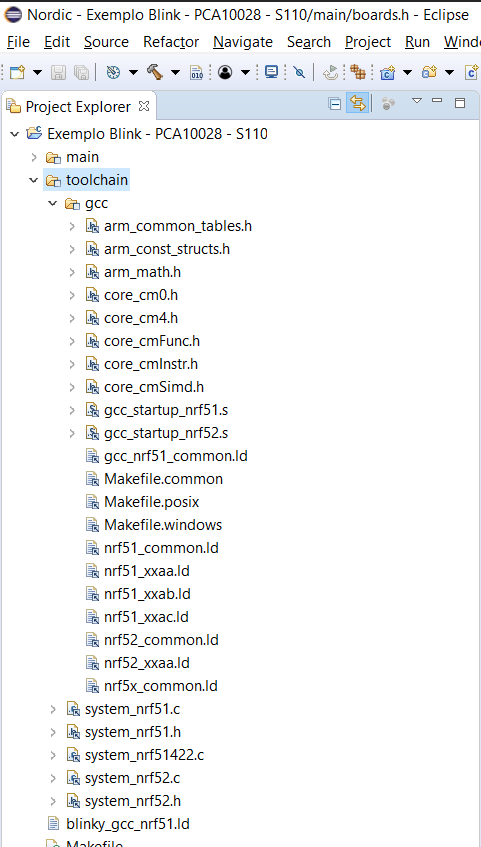 Nordic - Exemplo Blink - PCA10028 - S110/main/boards.h - Eclipse
File Edit Source Refactor Navigate Search Project Run Wind
Project Explorer
Exemplo Blink - PCA10028 - S110
main
toolchain
gcc
arm_common_tables.h
arm_const_structs.h
arm_math.h
core_cm0.h
core_cm4.h
core_cmFunc.h
core_cmInstr.h
core_cmSimd.h
gcc_startup_nrf51.s
gcc_startup_nrf52.s
gcc_nrf51_common.ld
Makefile.common
Makefile.posix
Makefile.windows
nrf51_common.ld
nrf51_xxaa.ld
nrf51_xxab.ld
nrf51_xxac.ld
nrf52_common.ld
nrf52_xxaa.ld
nrf5x_common.ld
system_nrf51.c
system_nrf51.h
system_nrf51422.c
system_nrf52.c
system_nrf52.h
blinky_gcc_nrf51.ld
Makefile